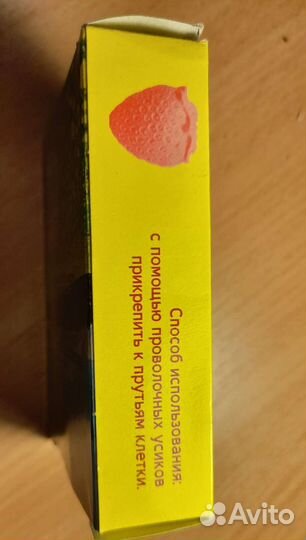 Способ использования:
с помощью проволочных усиков
прикрепить к прутьям клетки.
Avito